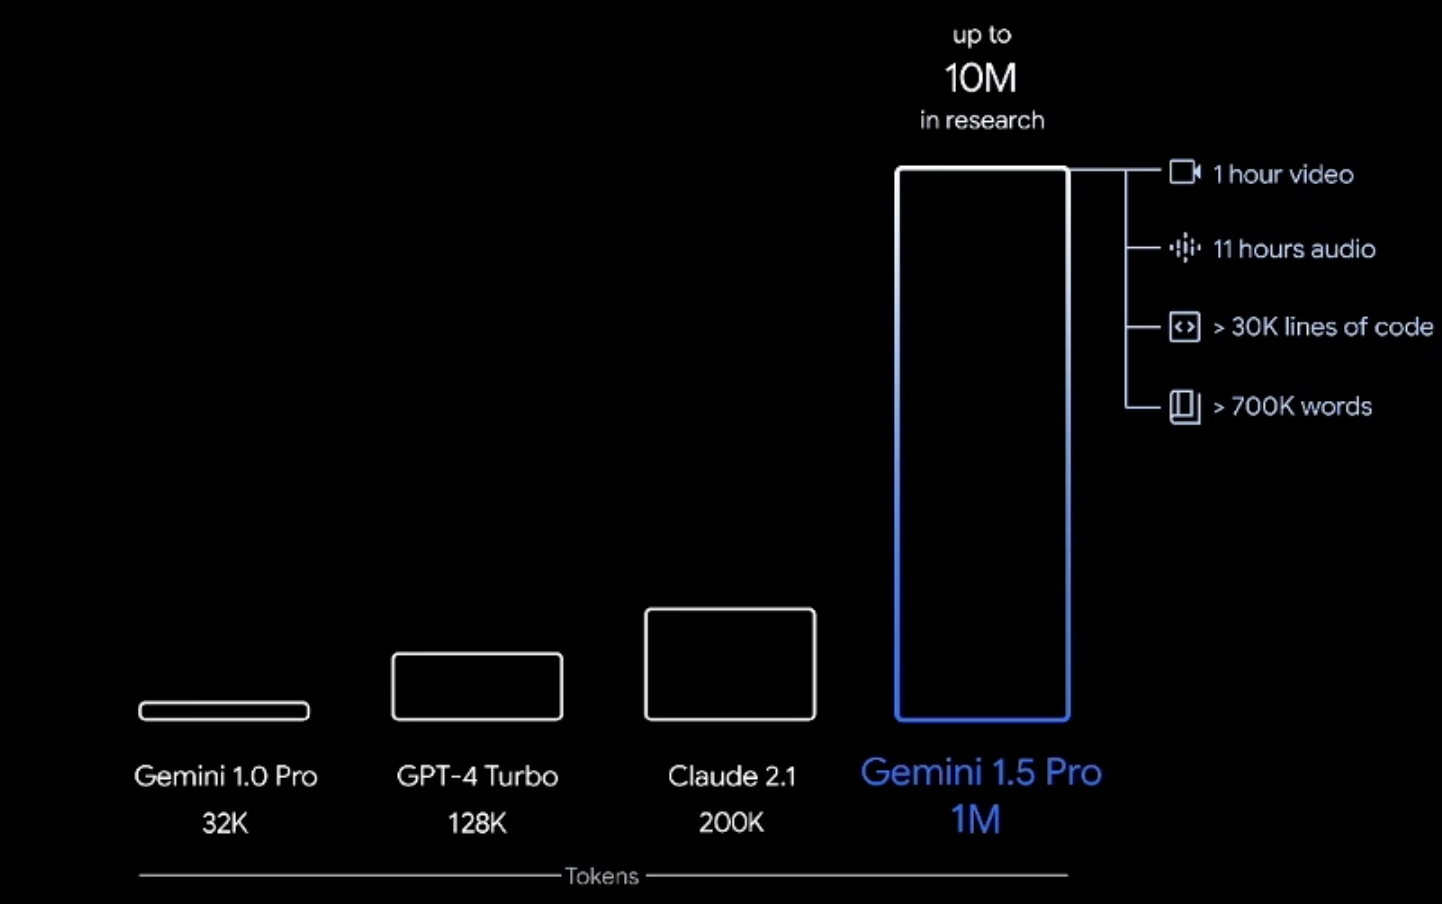 up to
10M
in research
1 hour video
11 hours audio
> 30K lines of code
> 700K words
Gemini 1.0 Pro
32K
GPT-4 Turbo
128K
Claude 2.1
200K
Gemini 1.5 Pro
1M
Tokens